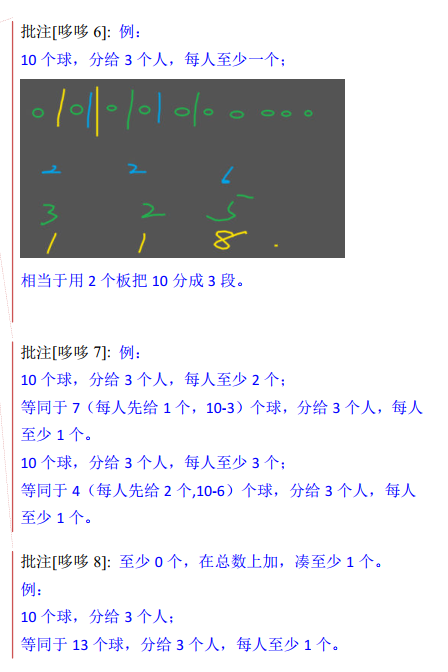 批注[哆哆 6]: 例：
10 个球，分给 3 个人，每人至少一个；
2 2 6
3 2 5
1 1 8
相当于用 2 个板把 10 分成 3 段。
批注[哆哆 7]: 例：
10 个球，分给 3 个人，每人至少 2 个；
等同于 7（每人先给 1 个，10-3）个球，分给 3 个人，每人
至少 1 个。
10 个球，分给 3 个人，每人至少 3 个；
等同于 4（每人先给 2 个,10-6）个球，分给 3 个人，每人
至少 1 个。
批注[哆哆 8]: 至少 0 个，在总数上加，凑至少 1 个。
例：
10 个球，分给 3 个人；
等同于 13 个球，分给 3 个人，每人至少 1 个。